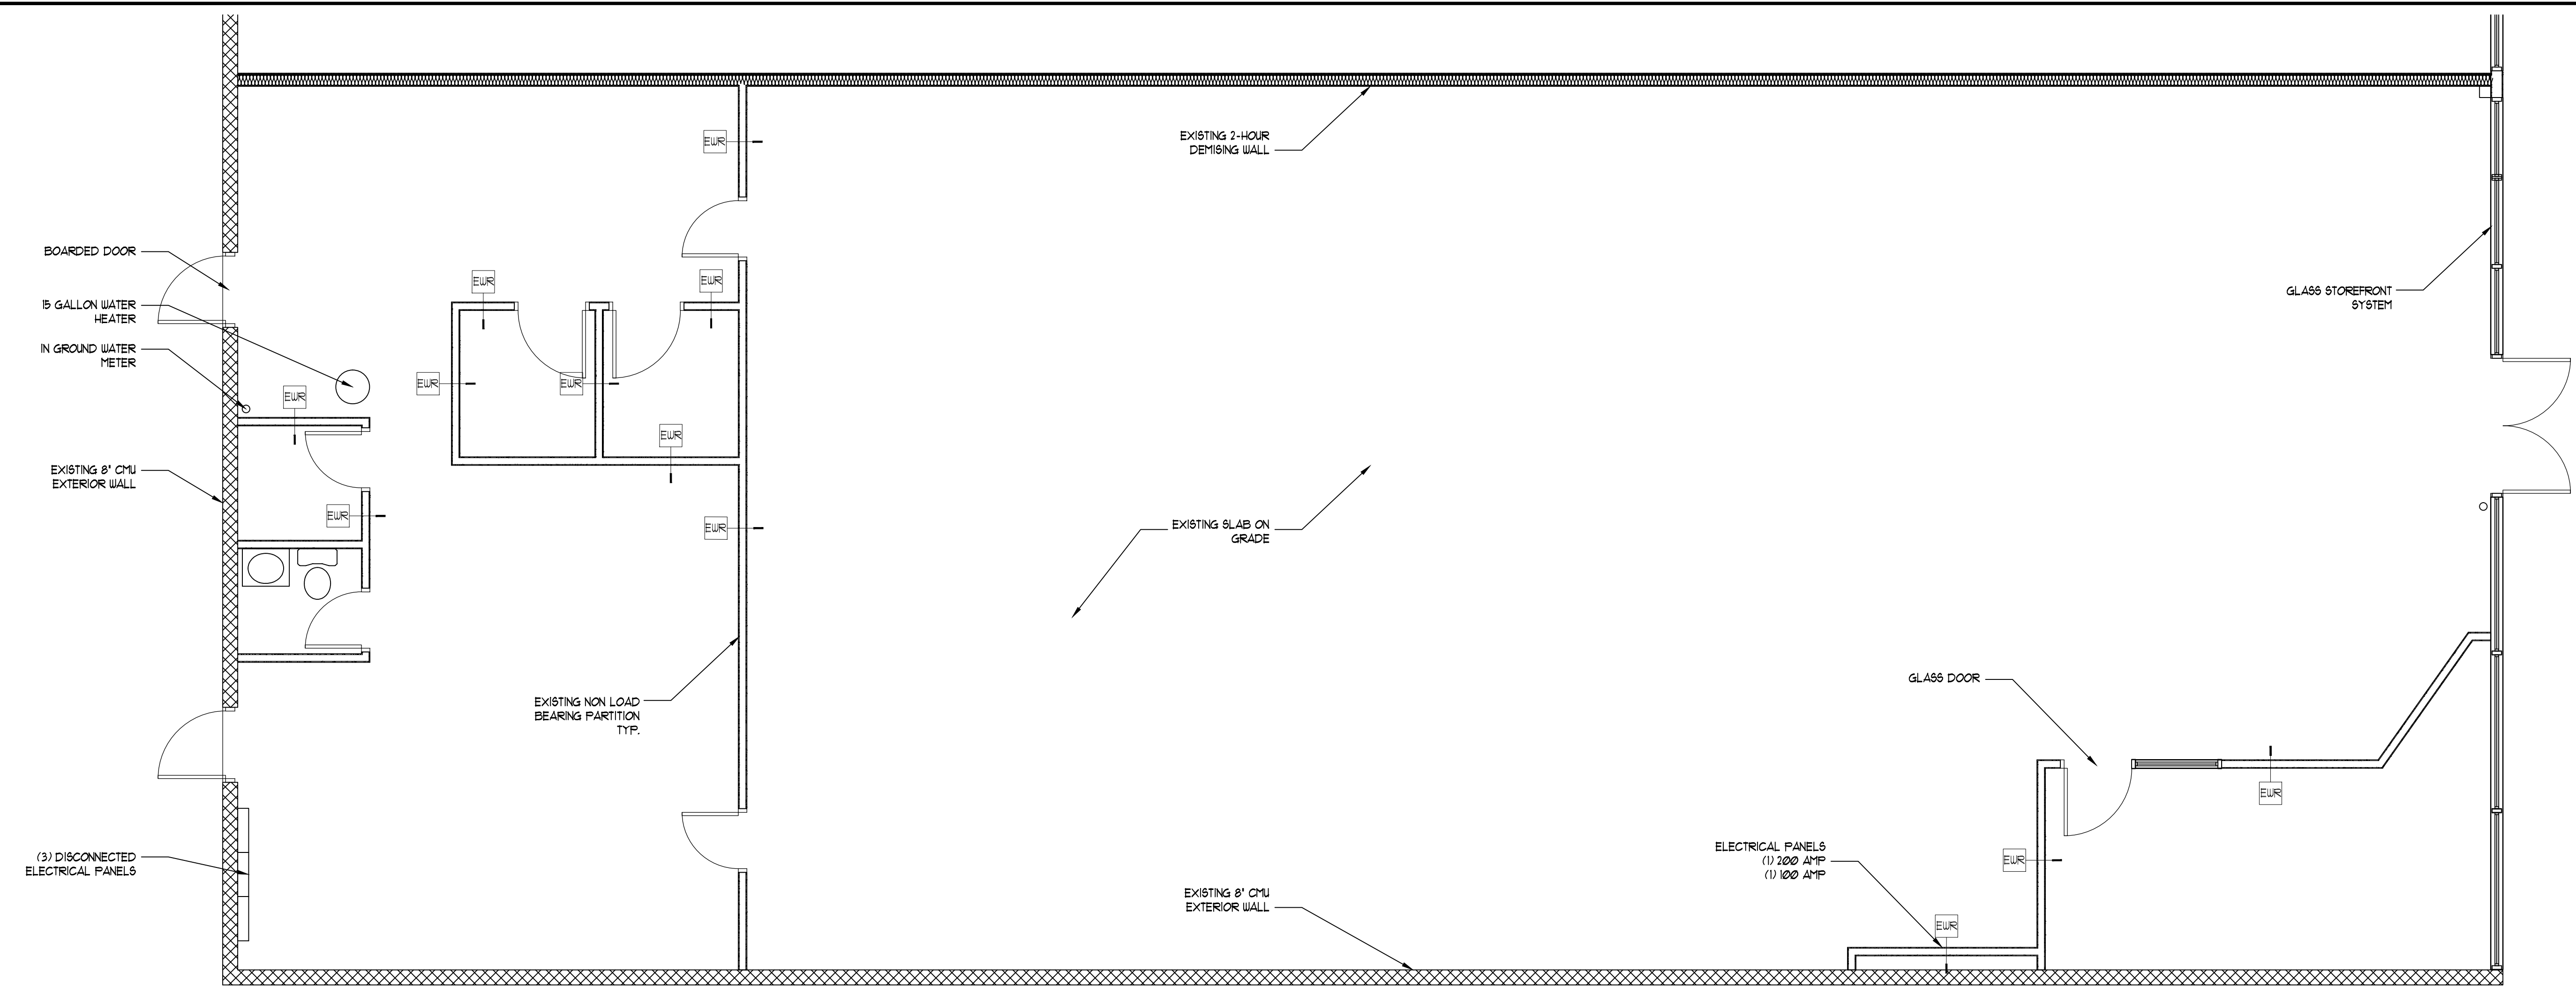 EXISTING 2-HOUR
DEMISING WALL
EWR
BOARDED DOOR
15 GALLON WATER
HEATER
IN GROUND WATER
METER
EXISTING 8" CMU
EXTERIOR WALL
(3) DISCONNECTED
ELECTRICAL PANELS
EWR
EWR
EWR
EWR
EWR
EWR
EWR
EWR
EXISTING NON LOAD
BEARING PARTITION
TYP.
EXISTING SLAB ON
GRADE
GLASS STOREFRONT
SYSTEM
GLASS DOOR
EWR
ELECTRICAL PANELS
(1) 200 AMP
(1) 100 AMP
EWR
EWR
EXISTING 8" CMU
EXTERIOR WALL